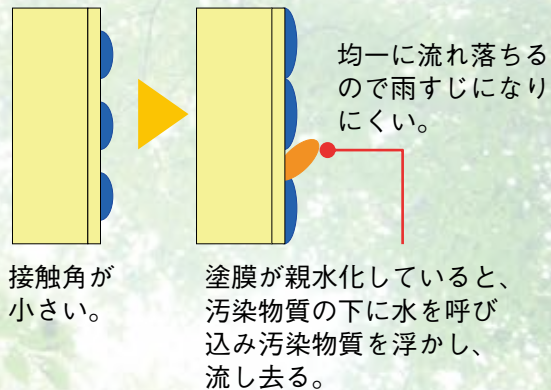 均一に流れ落ちる
ので雨すじになり
にくい。
接触角が
小さい。
塗膜が親水化していると、
汚染物質の下に水を呼び
込み汚染物質を浮かし、
流し去る。